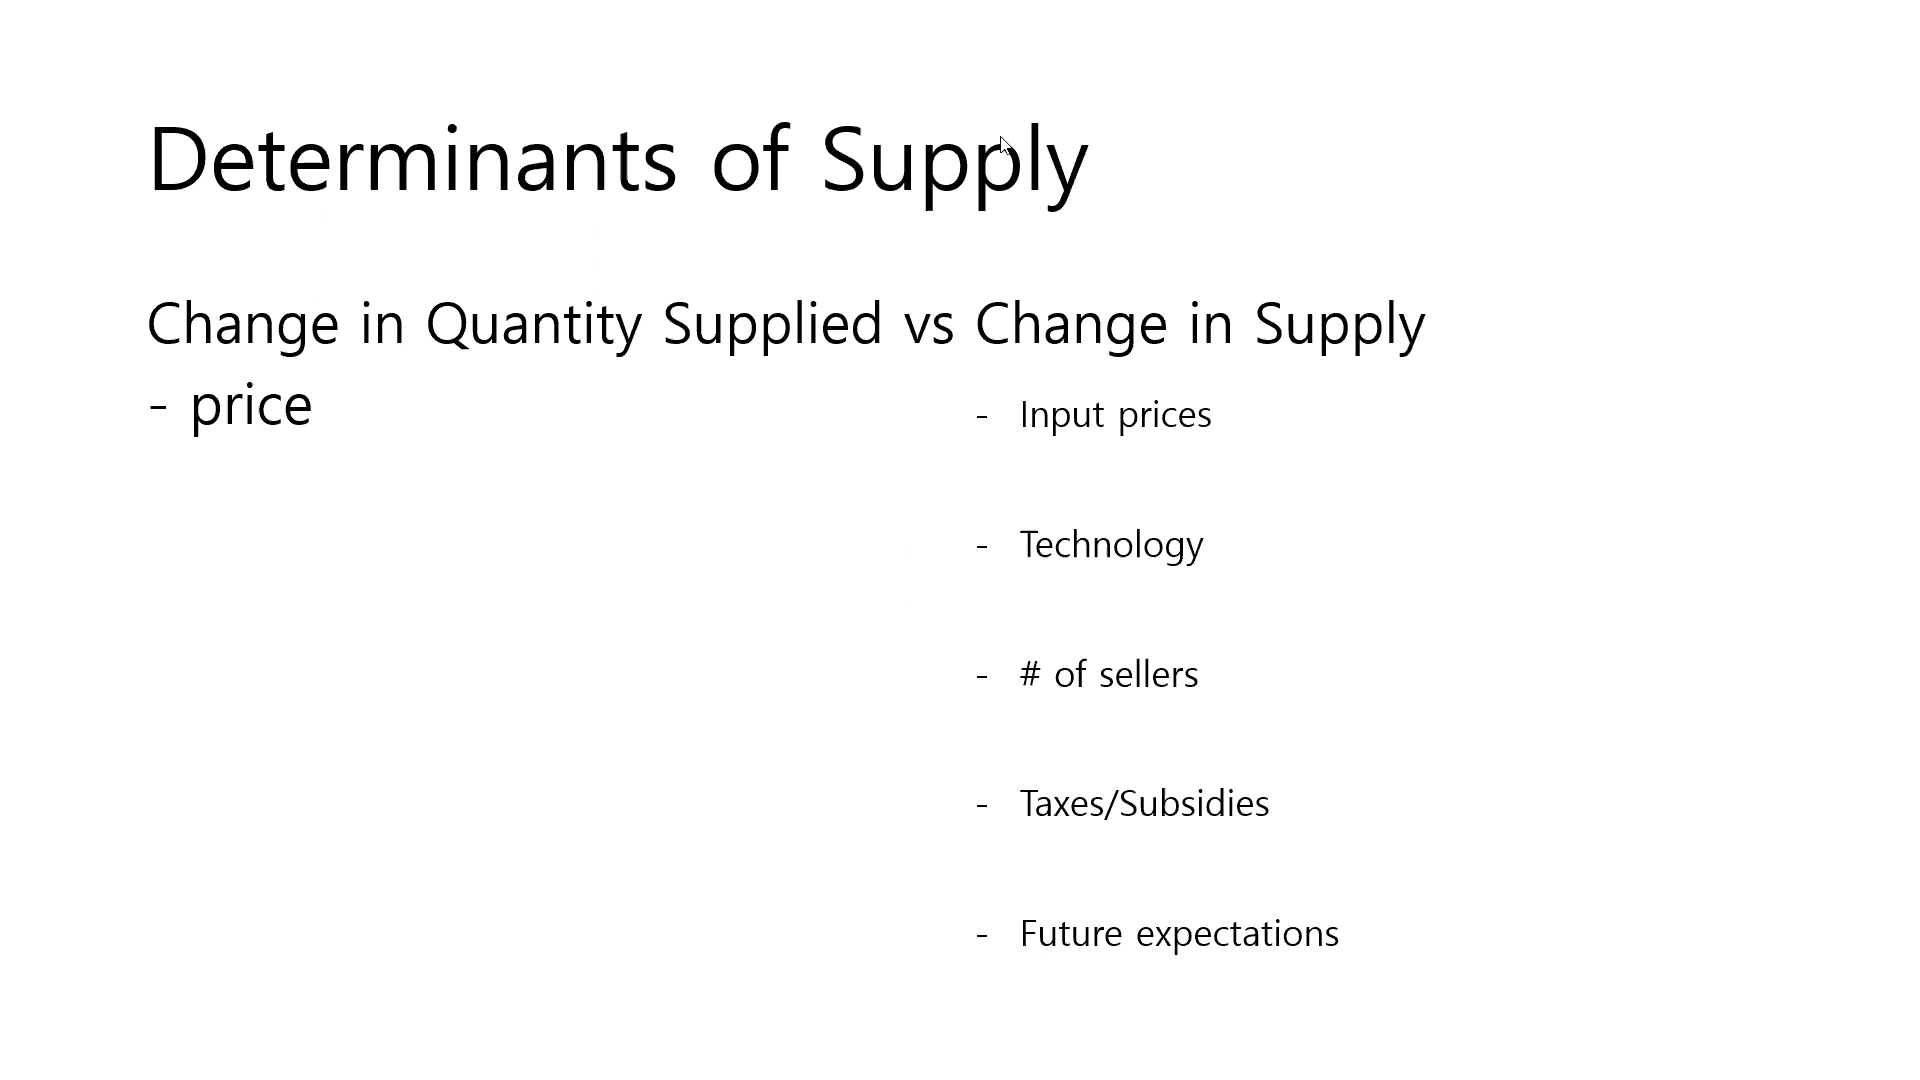 Determinants of Supply
Change in Quantity Supplied vs Change in Supply
- price
- Input prices
- Technology
- # of sellers
- Taxes/Subsidies
- Future expectations